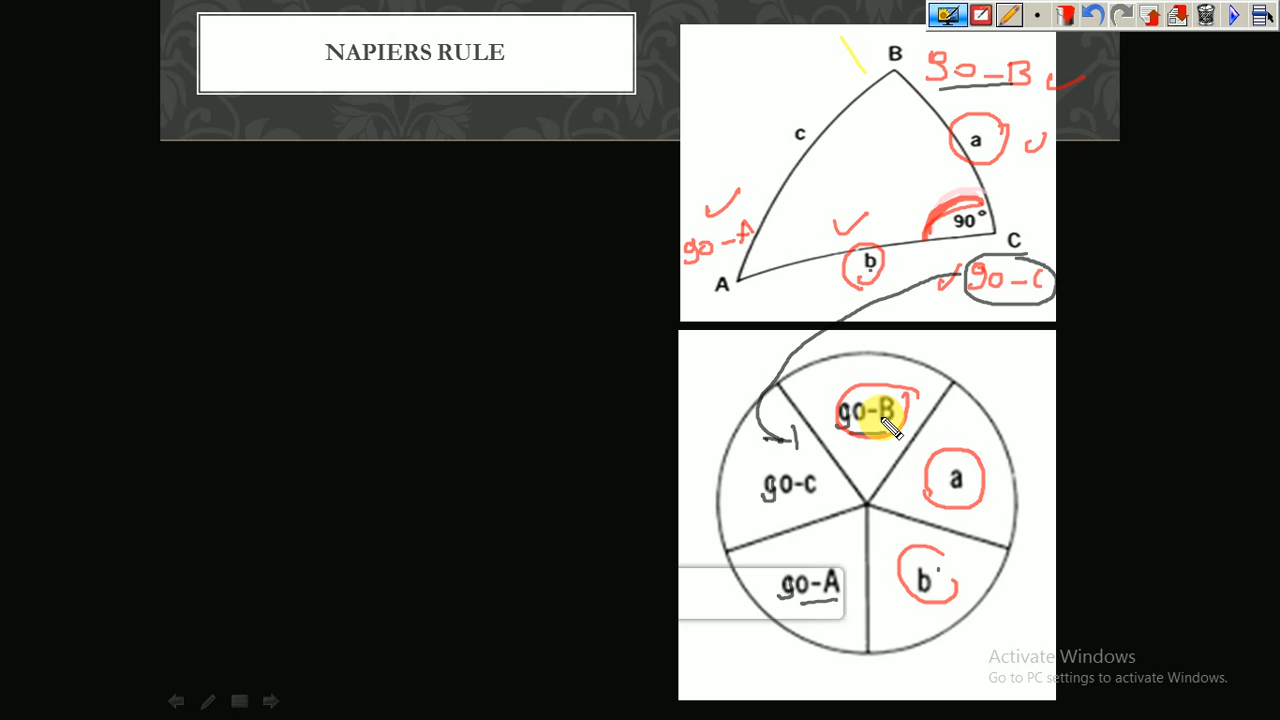 NAPIERS RULE
B
90-B
c
a
90°
90-A
b
C
A
90-C
go-B
go-c
a
go-A
b
Activate Windows
Go to PC settings to activate Windows.